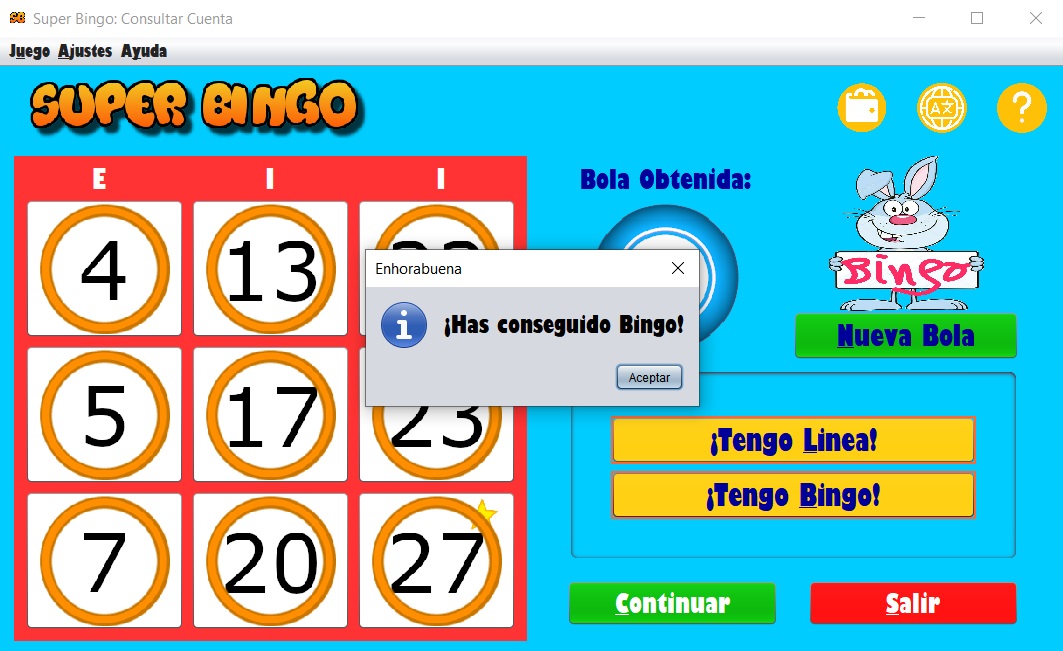 Super Bingo: Consultar Cuenta
Juego Ajustes Ayuda
SUPER BINGO
E I I
Bola Obtenida:
4 13
Enhorabuena
¡Has conseguido Bingo!
Aceptar
Bingo
Nueva Bola
5 17 23
¡Tengo Linea!
¡Tengo Bingo!
7 20 27
Continuar
Salir